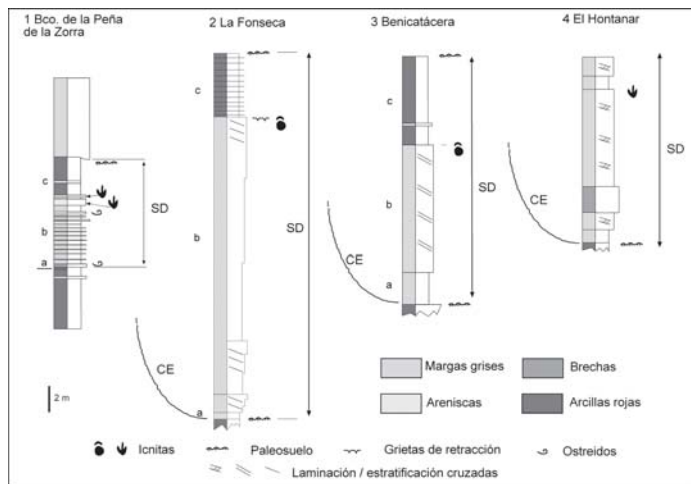 1 Bco. de la Peña
de la Zorra
2 La Fonseca
3 Benicatácera
4 El Hontanar
c
b
a
SD
2 m
c
b
a
SD
CE
c
b
a
SD
CE
SD
CE
Margas grises
Brechas
Areniscas
Arcillas rojas
Icnitas
Paleosuelo
Grietas de retracción
Ostreidos
Laminación / estratificación cruzadas